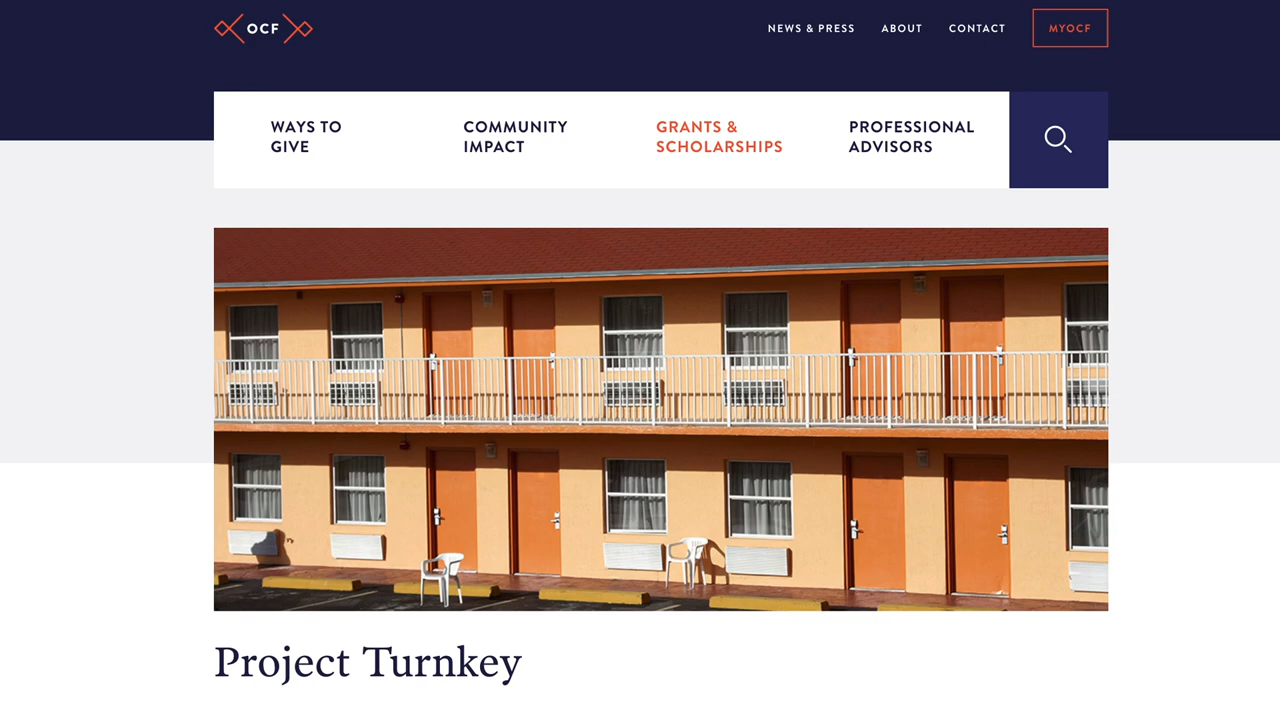 OCF
NEWS & PRESS
ABOUT
CONTACT
MYOCF
WAYS TO
GIVE
COMMUNITY
IMPACT
GRANTS &
SCHOLARSHIPS
PROFESSIONAL
ADVISORS
Project Turnkey